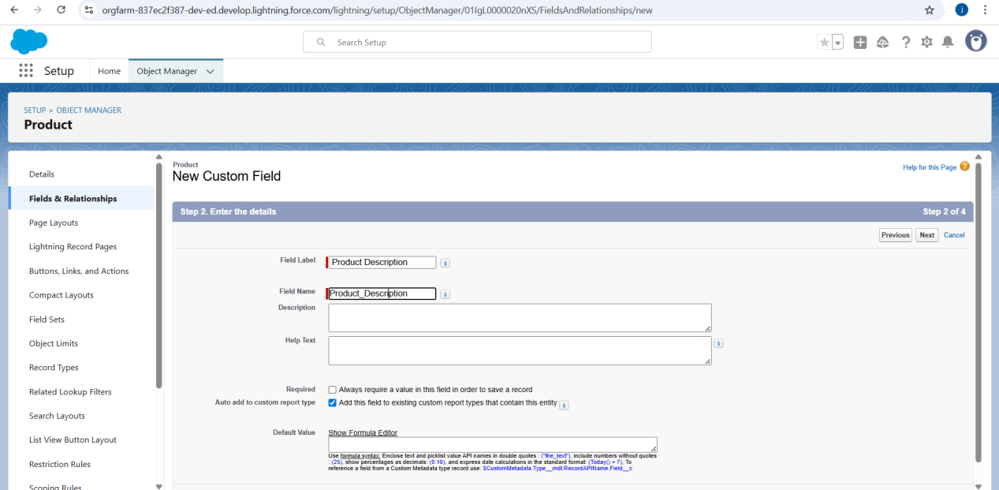 orgfarm-837ec2f387-dev-ed.develop.lightning.force.com/lightning/setup/ObjectManager/01IgL0000020nXS/FieldsAndRelationships/new
i
Search Setup
Setup
Home
Object Manager
SETUP > OBJECT MANAGER
Product
Details
Fields & Relationships
Page Layouts
Lightning Record Pages
Buttons, Links, and Actions
Compact Layouts
Field Sets
Object Limits
Record Types
Related Lookup Filters
Search Layouts
List View Button Layout
Restriction Rules
Scoping Rules
Product
New Custom Field
Help for this Page ?
Step 2. Enter the details Step 2 of 4
Previous Next Cancel
Field Label Product Description i
Field Name Product_Description i
Description
Help Text i
Required Always require a value in this field in order to save a record
Auto add to custom report type Add this field to existing custom report types that contain this entity i
Default Value Show Formula Editor
Use formula syntax: Enclose text and picklist value API names in double quotes : ("the_text"), include numbers without quotes
: (25), show percentages as decimals: (0.10), and express date calculations in the standard format: (Today() + 7), To
reference a field from a Custom Metadata type record use: $CustomMetadata.Type__mdt.RecordAPIName.Field__c